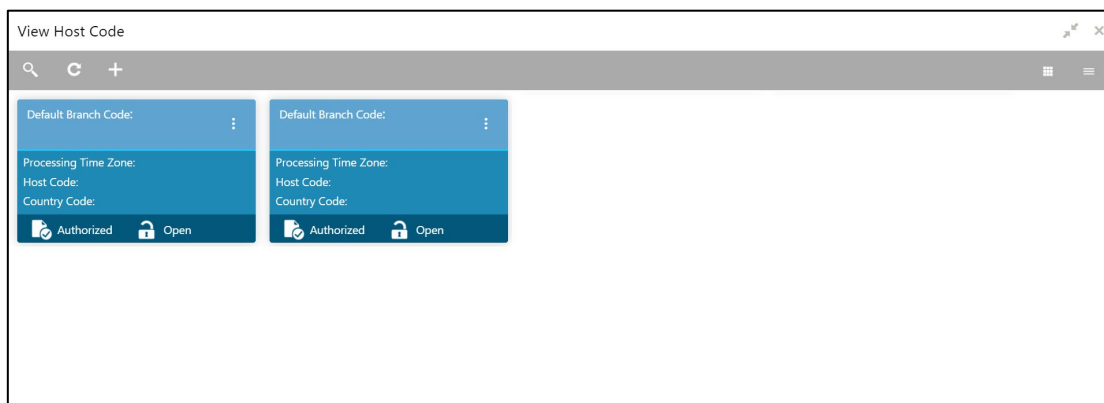 View Host Code
Default Branch Code:
Processing Time Zone:
Host Code:
Country Code:
Authorized Open
Default Branch Code:
Processing Time Zone:
Host Code:
Country Code:
Authorized Open